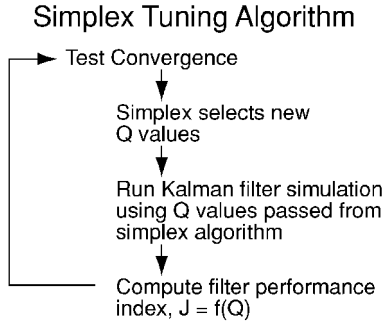 Simplex Tuning Algorithm
Test Convergence
Simplex selects new
Q values
Run Kalman filter simulation
using Q values passed from
simplex algorithm
Compute filter performance
index, J = f(Q)